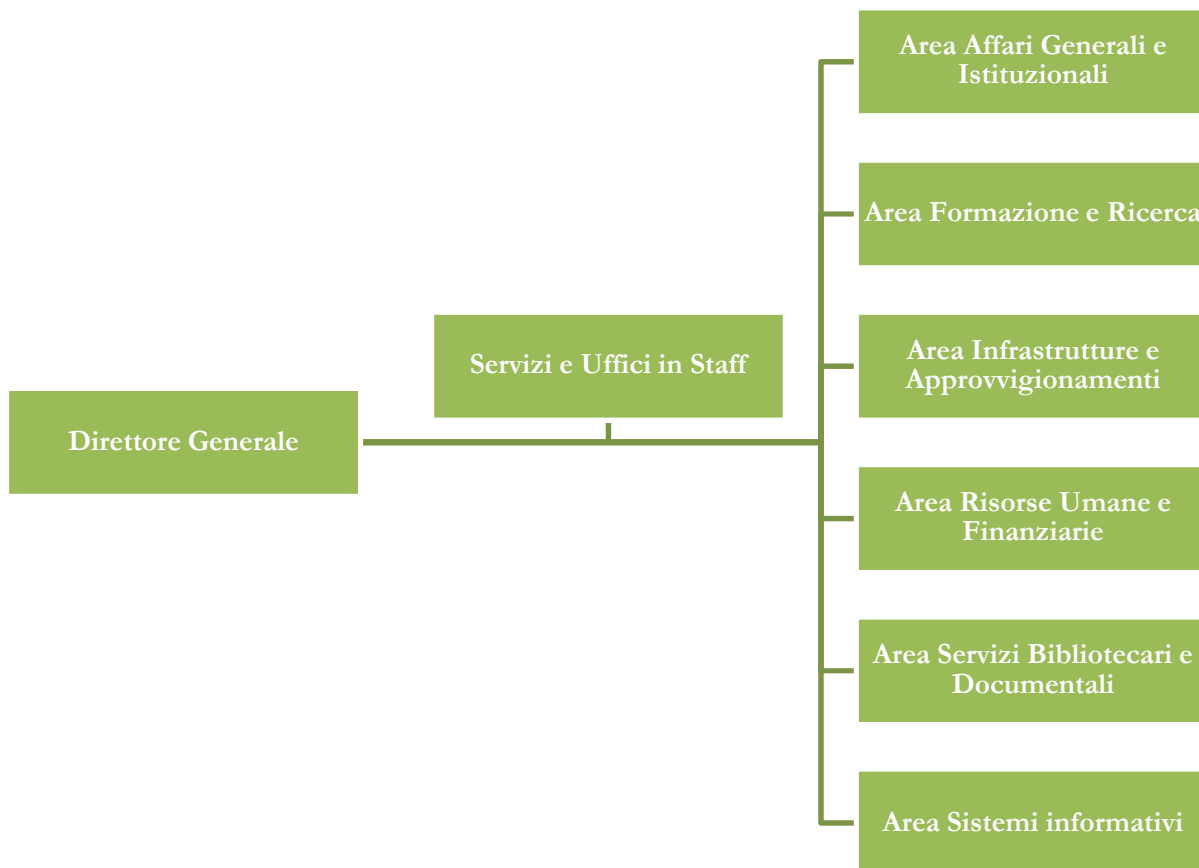 Direttore Generale
Servizi e Uffici in Staff
Area Affari Generali e
Istituzionali
Area Formazione e Ricerca
Area Infrastrutture e
Approvvigionamenti
Area Risorse Umane e
Finanziarie
Area Servizi Bibliotecari e
Documentali
Area Sistemi informativi